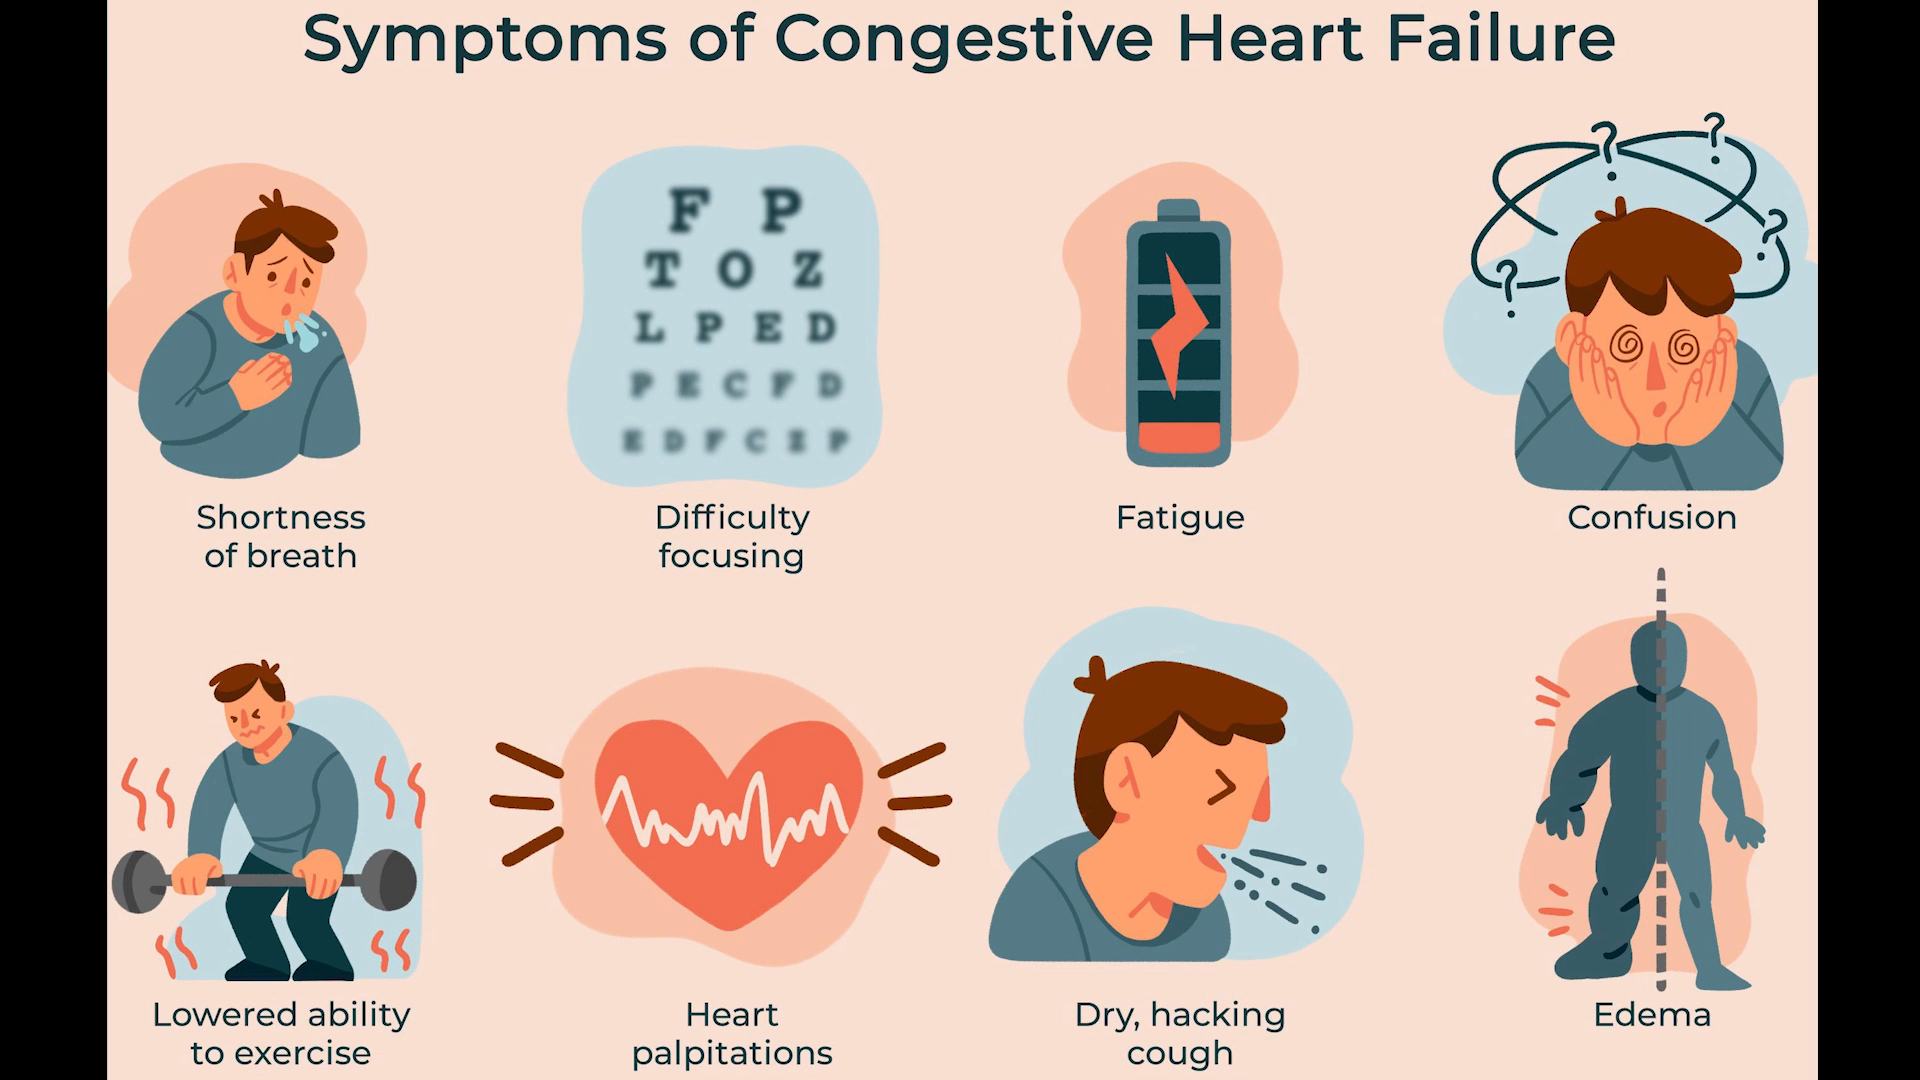 Symptoms of Congestive Heart Failure
F P
T O Z
L P E D
P E C F D
E D F C Z P
?
?
?
?
Shortness
of breath
Difficulty
focusing
Fatigue
Confusion
Lowered ability
to exercise
Heart
palpitations
Dry, hacking
cough
Edema